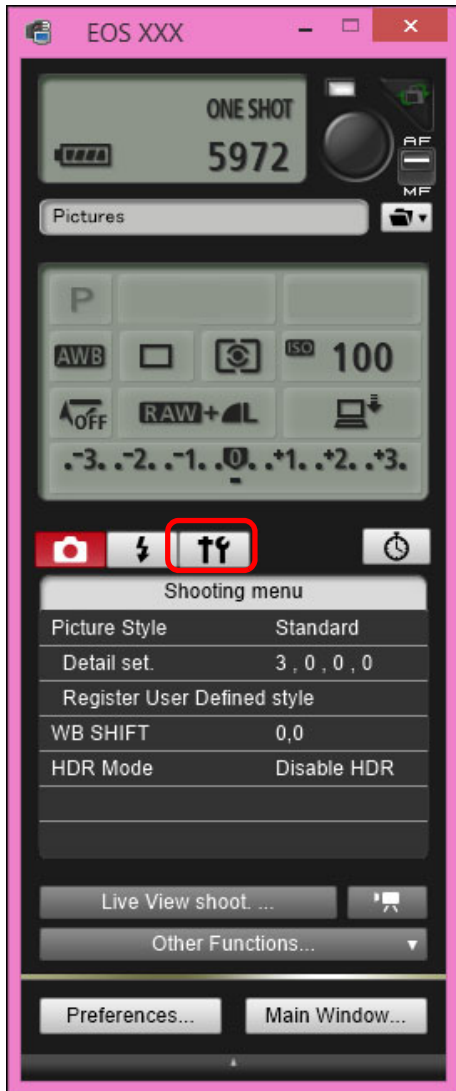 EOS XXX
ONE SHOT
5972
AF
MF
Pictures
P
AWB
ISO 100
OFF RAW+L
.-3. .-2. .-1. .0. .+1. .+2. .+3.
Shooting menu
Picture Style Standard
Detail set. 3 , 0 , 0 , 0
Register User Defined style
WB SHIFT 0,0
HDR Mode Disable HDR
Live View shoot. ...
Other Functions...
Preferences... Main Window...